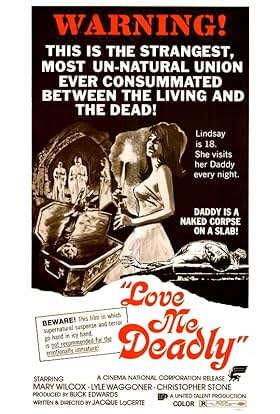 WARNING!
THIS IS THE STRANGEST,
MOST UN-NATURAL UNION
EVER CONSUMMATED
BETWEEN THE LIVING AND
THE DEAD!
Lindsay
is 18.
She visits
her Daddy
every night.
DADDY IS A
NAKED CORPSE
ON A SLAB!
BEWARE! This film in which
supernatural suspense and terror
go hand in icy hand,
is not recommended for the
emotionally immature!
"Love
Me
Deadly"
A CINEMA NATIONAL CORPORATION RELEASE
STARRING
MARY WILCOX · LYLE WAGGONER · CHRISTOPHER STONE
PRODUCED BY BUCK EDWARDS
A UNITED TALENT PRODUCTION
WRITTEN & DIRECTED BY JACQUE LaCERTE
COLOR
R